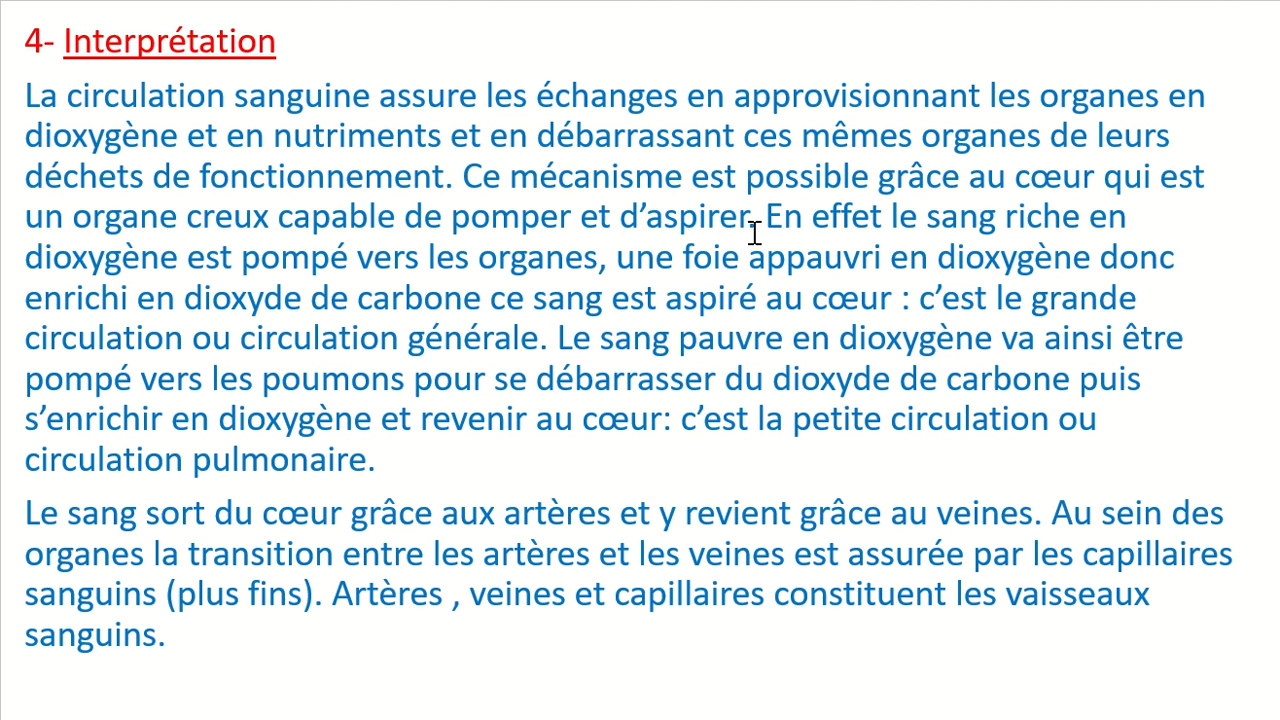 4- Interprétation
La circulation sanguine assure les échanges en approvisionnant les organes en
dioxygène et en nutriments et en débarrassant ces mêmes organes de leurs
déchets de fonctionnement. Ce mécanisme est possible grâce au cœur qui est
un organe creux capable de pomper et d’aspirer. En effet le sang riche en
dioxygène est pompé vers les organes, une foie appauvri en dioxygène donc
enrichi en dioxyde de carbone ce sang est aspiré au cœur : c’est le grande
circulation ou circulation générale. Le sang pauvre en dioxygène va ainsi être
pompé vers les poumons pour se débarrasser du dioxyde de carbone puis
s’enrichir en dioxygène et revenir au cœur: c’est la petite circulation ou
circulation pulmonaire.
Le sang sort du cœur grâce aux artères et y revient grâce au veines. Au sein des
organes la transition entre les artères et les veines est assurée par les capillaires
sanguins (plus fins). Artères , veines et capillaires constituent les vaisseaux
sanguins.